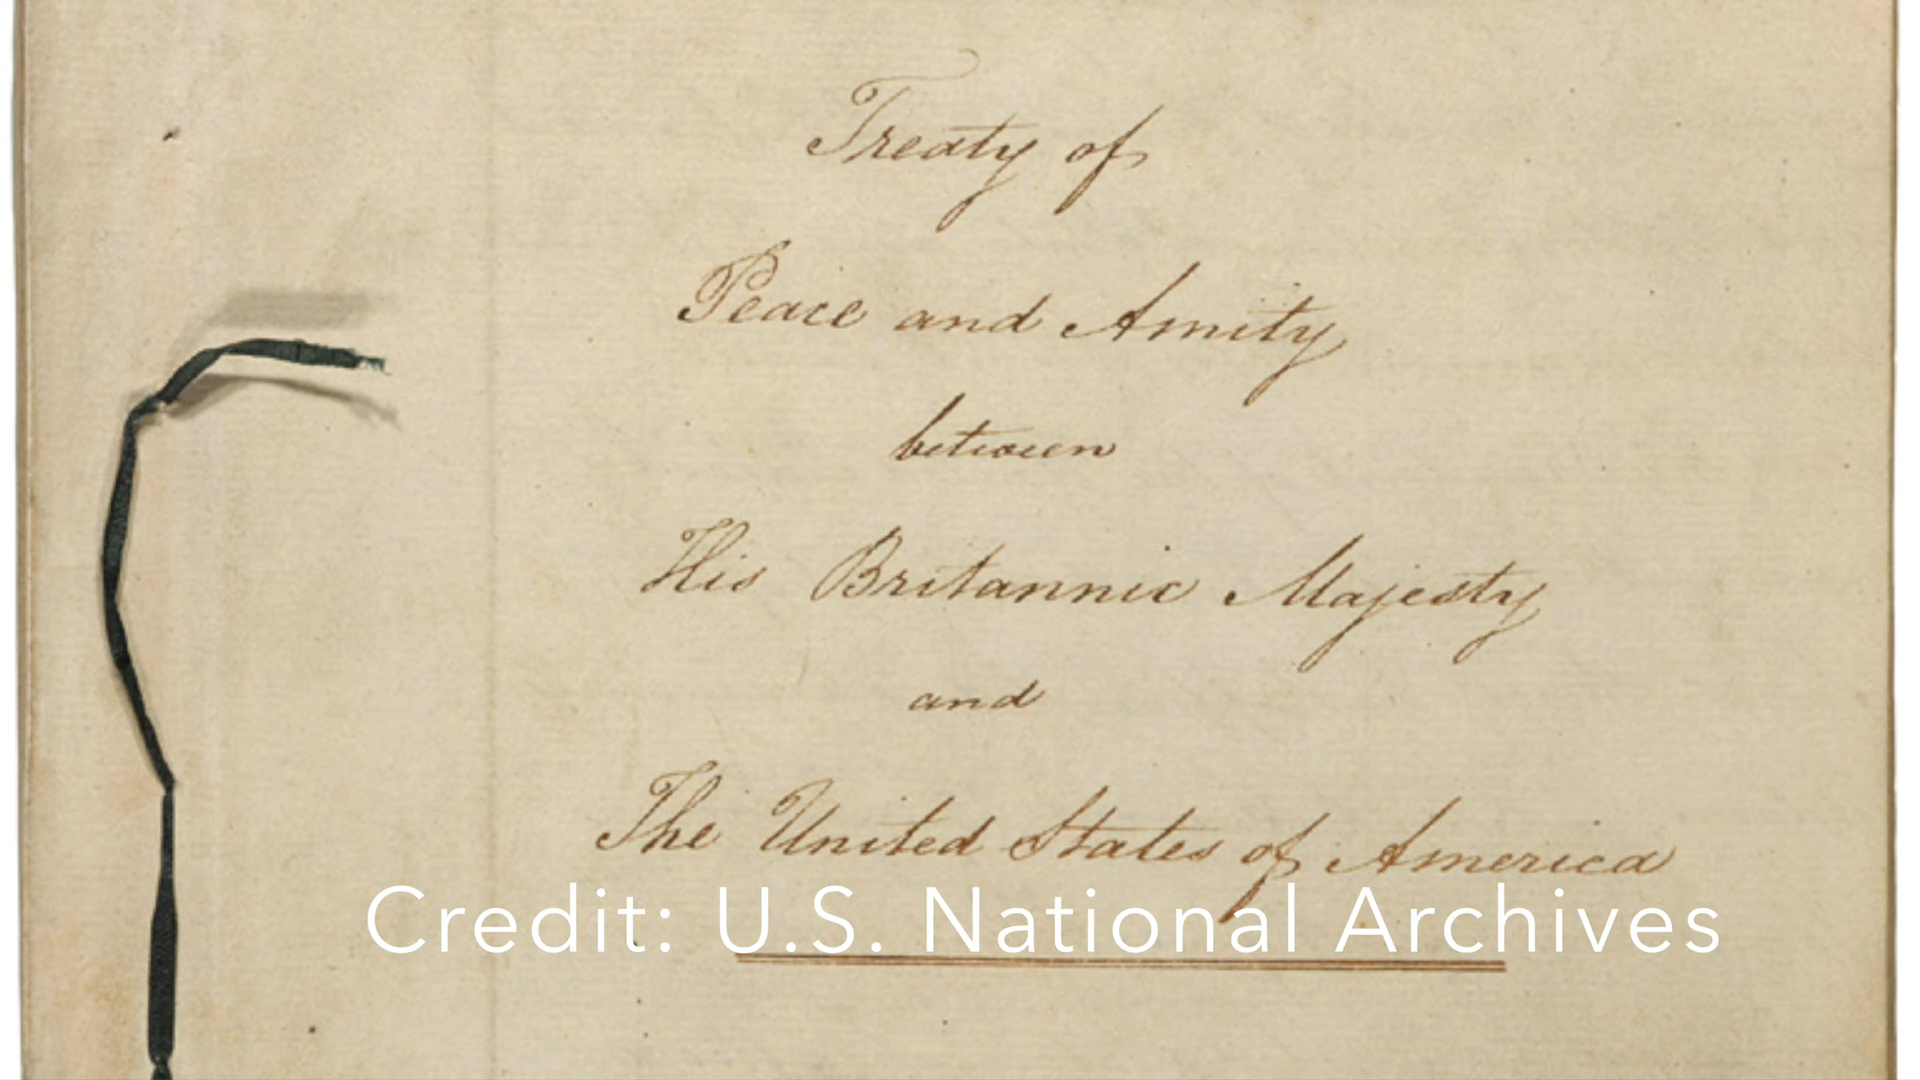 Treaty of
Peace and Amity
between
His Britannic Majesty
and
The United States of America
Credit: U.S. National Archives